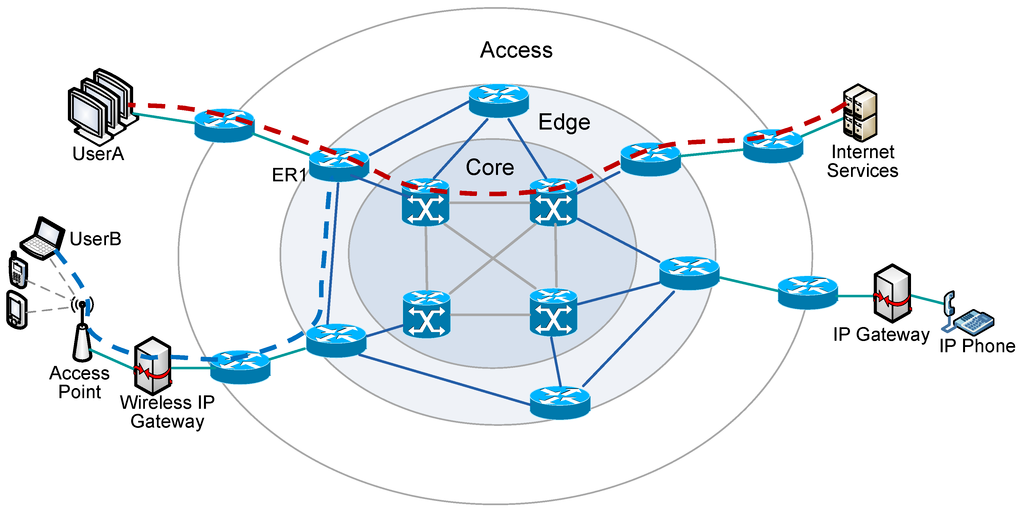 Access
Edge
Core
UserA
ER1
Internet
Services
UserB
Access
Point
Wireless IP
Gateway
IP Gateway
IP Phone